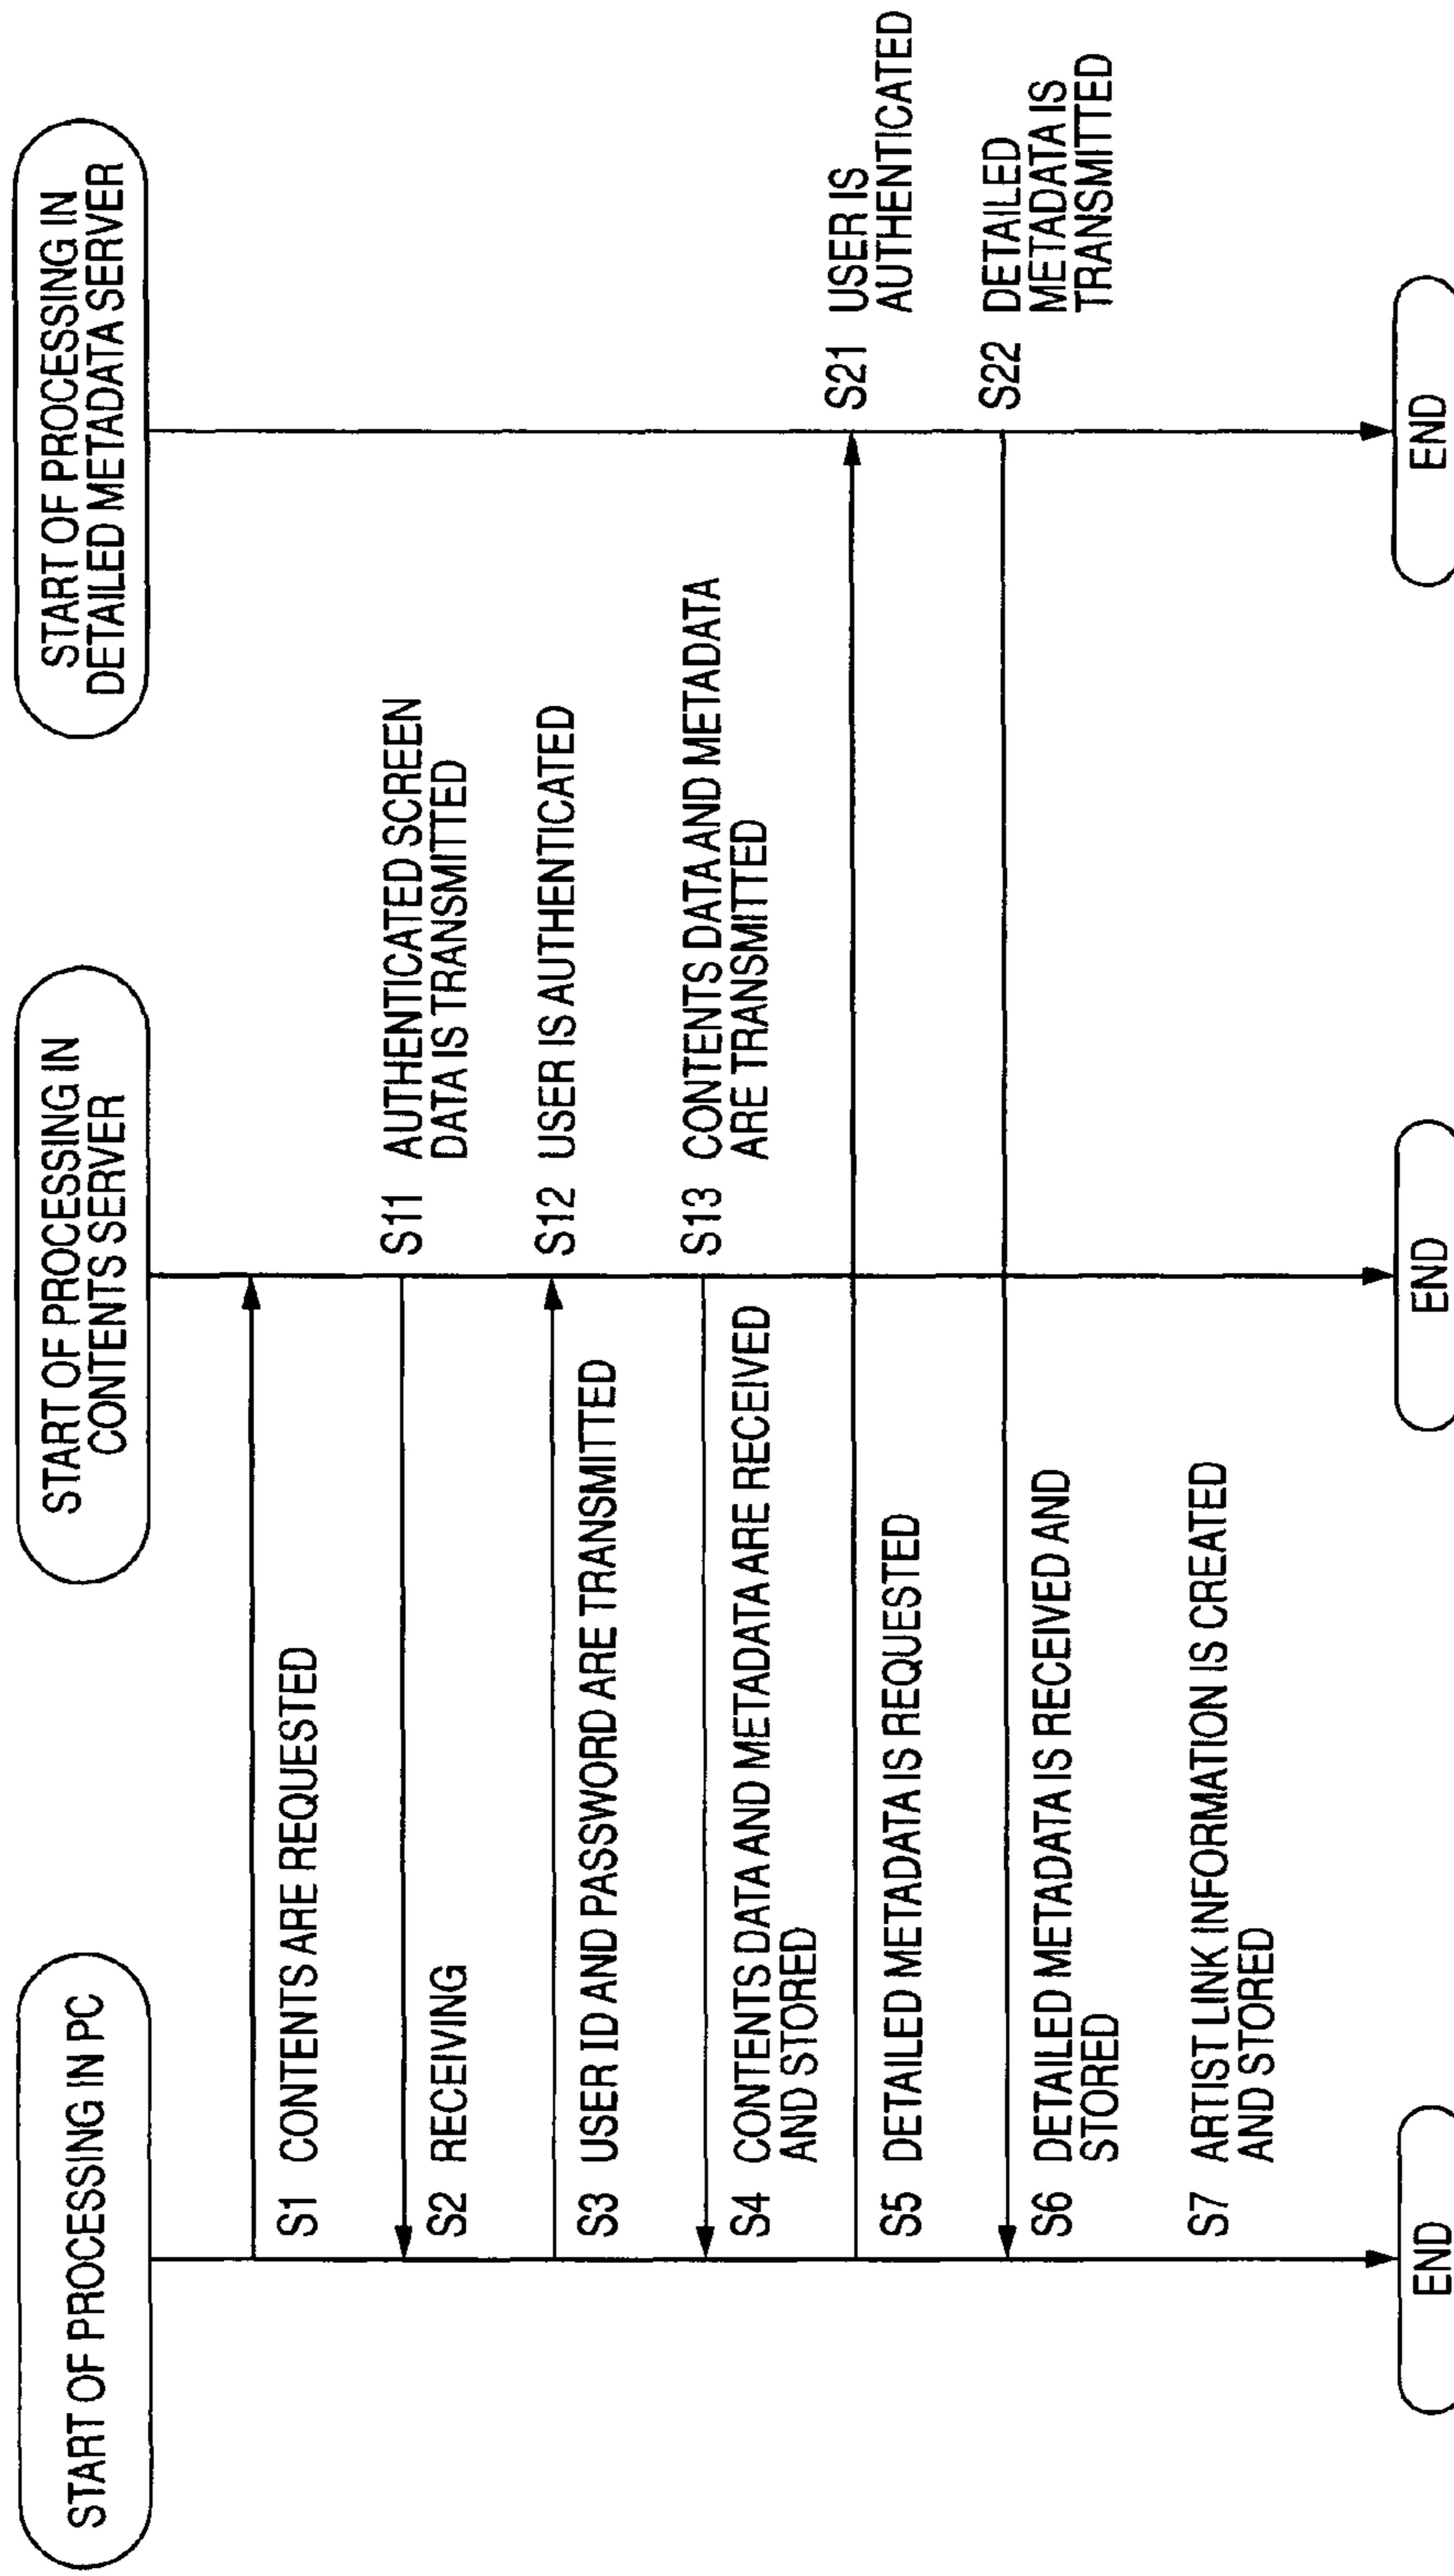 START OF PROCESSING IN PC
S1 CONTENTS ARE REQUESTED
S2 RECEIVING
S3 USER ID AND PASSWORD ARE TRANSMITTED
S4 CONTENTS DATA AND METADATA ARE RECEIVED
AND STORED
S5 DETAILED METADATA IS REQUESTED
S6 DETAILED METADATA IS RECEIVED AND
STORED
S7 ARTIST LINK INFORMATION IS CREATED
AND STORED
END
START OF PROCESSING IN
CONTENTS SERVER
S11 AUTHENTICATED SCREEN
DATA IS TRANSMITTED
S12 USER IS AUTHENTICATED
S13 CONTENTS DATA AND METADATA
ARE TRANSMITTED
END
START OF PROCESSING IN
DETAILED METADATA SERVER
S21 USER IS
AUTHENTICATED
S22 DETAILED
METADATA IS
TRANSMITTED
END